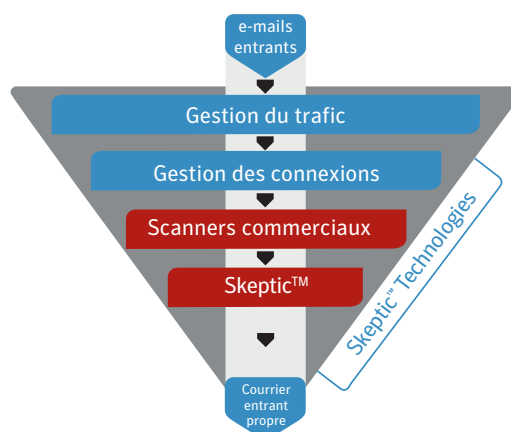 e-mails
entrants
Gestion du trafic
Gestion des connexions
Scanners commerciaux
Skeptic™
Skeptic™ Technologies
Courrier
entrant
propre